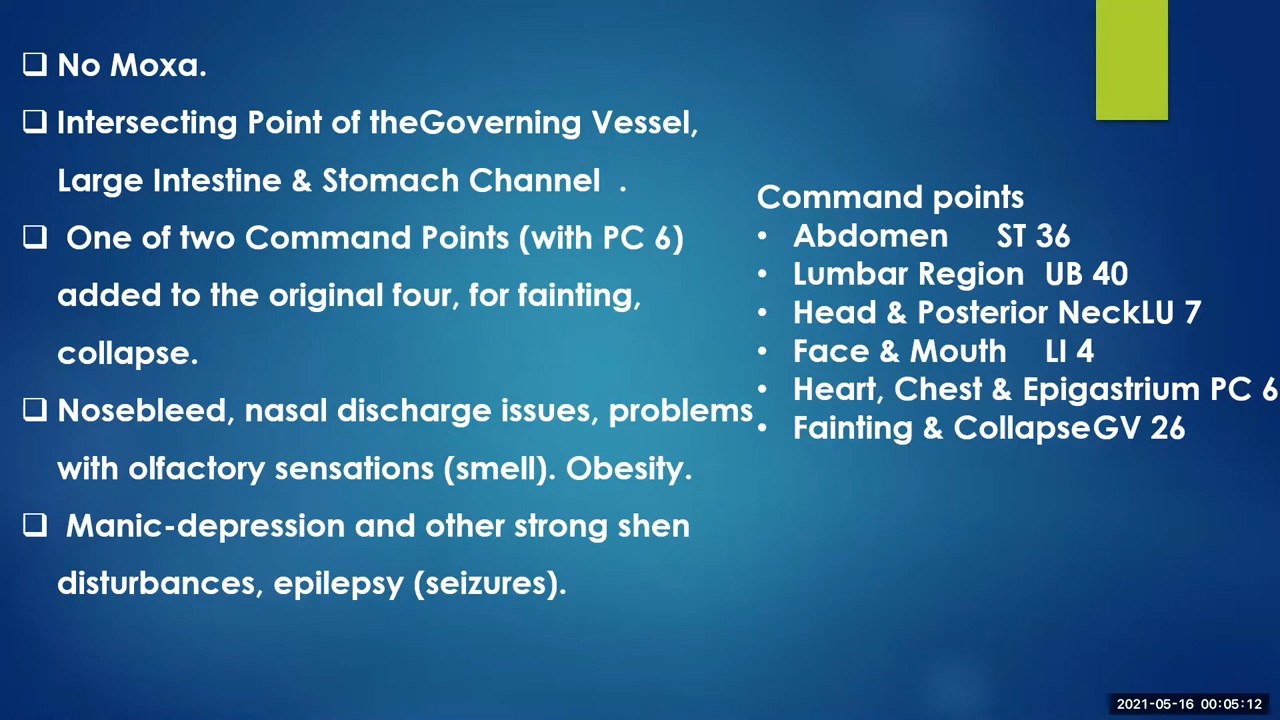 No Moxa.
Intersecting Point of theGoverning Vessel,
Large Intestine & Stomach Channel .
One of two Command Points (with PC 6)
added to the original four, for fainting,
collapse.
Nosebleed, nasal discharge issues, problems
with olfactory sensations (smell). Obesity.
Manic-depression and other strong shen
disturbances, epilepsy (seizures).
Command points
• Abdomen ST 36
• Lumbar Region UB 40
• Head & Posterior NeckLU 7
• Face & Mouth LI 4
• Heart, Chest & Epigastrium PC 6
• Fainting & CollapseGV 26
2021-05-16 00:05:12